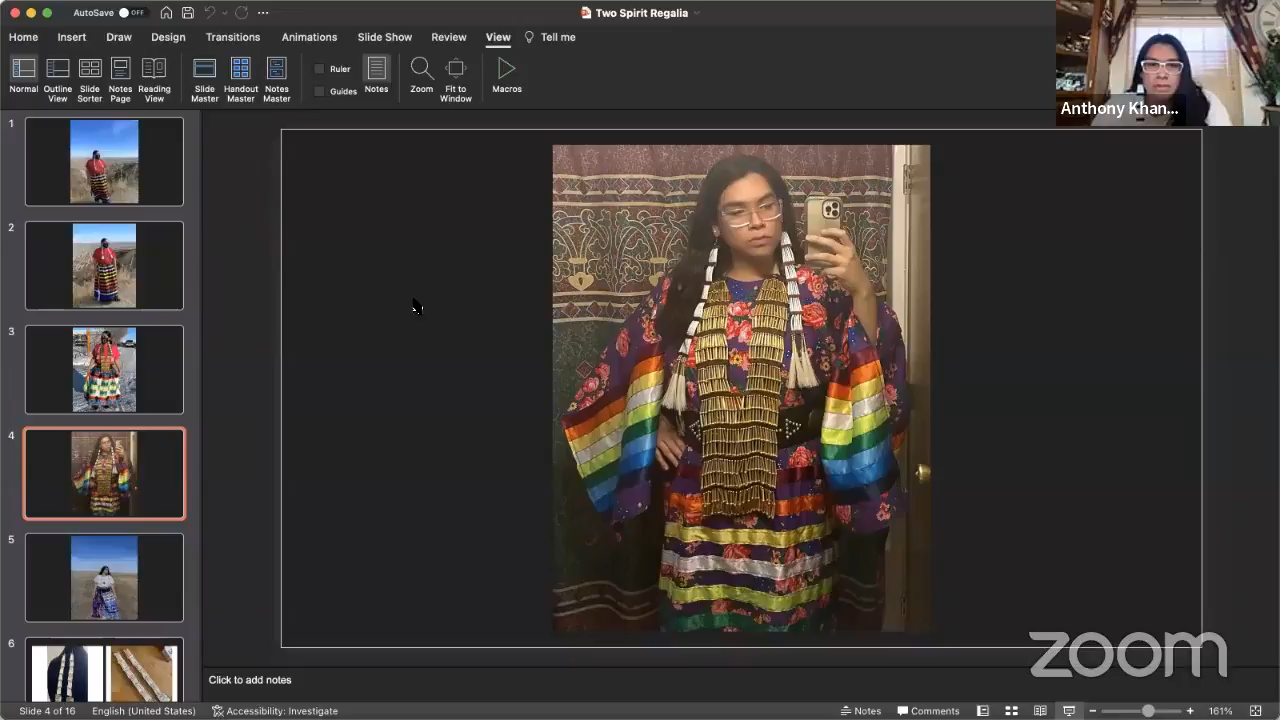 AutoSave OFF
Two Spirit Regalia
Home Insert Draw Design Transitions Animations Slide Show Review View Tell me
Normal
Outline View
Slide Sorter
Notes Page
Reading View
Slide Master
Handout Master
Notes Master
Ruler
Guides
Notes
Zoom
Fit to Window
Macros
Anthony Khan...
1
2
3
4
5
6
zoom
Click to add notes
Slide 4 of 16 English (United States) Accessibility: Investigate Notes Comments 161%